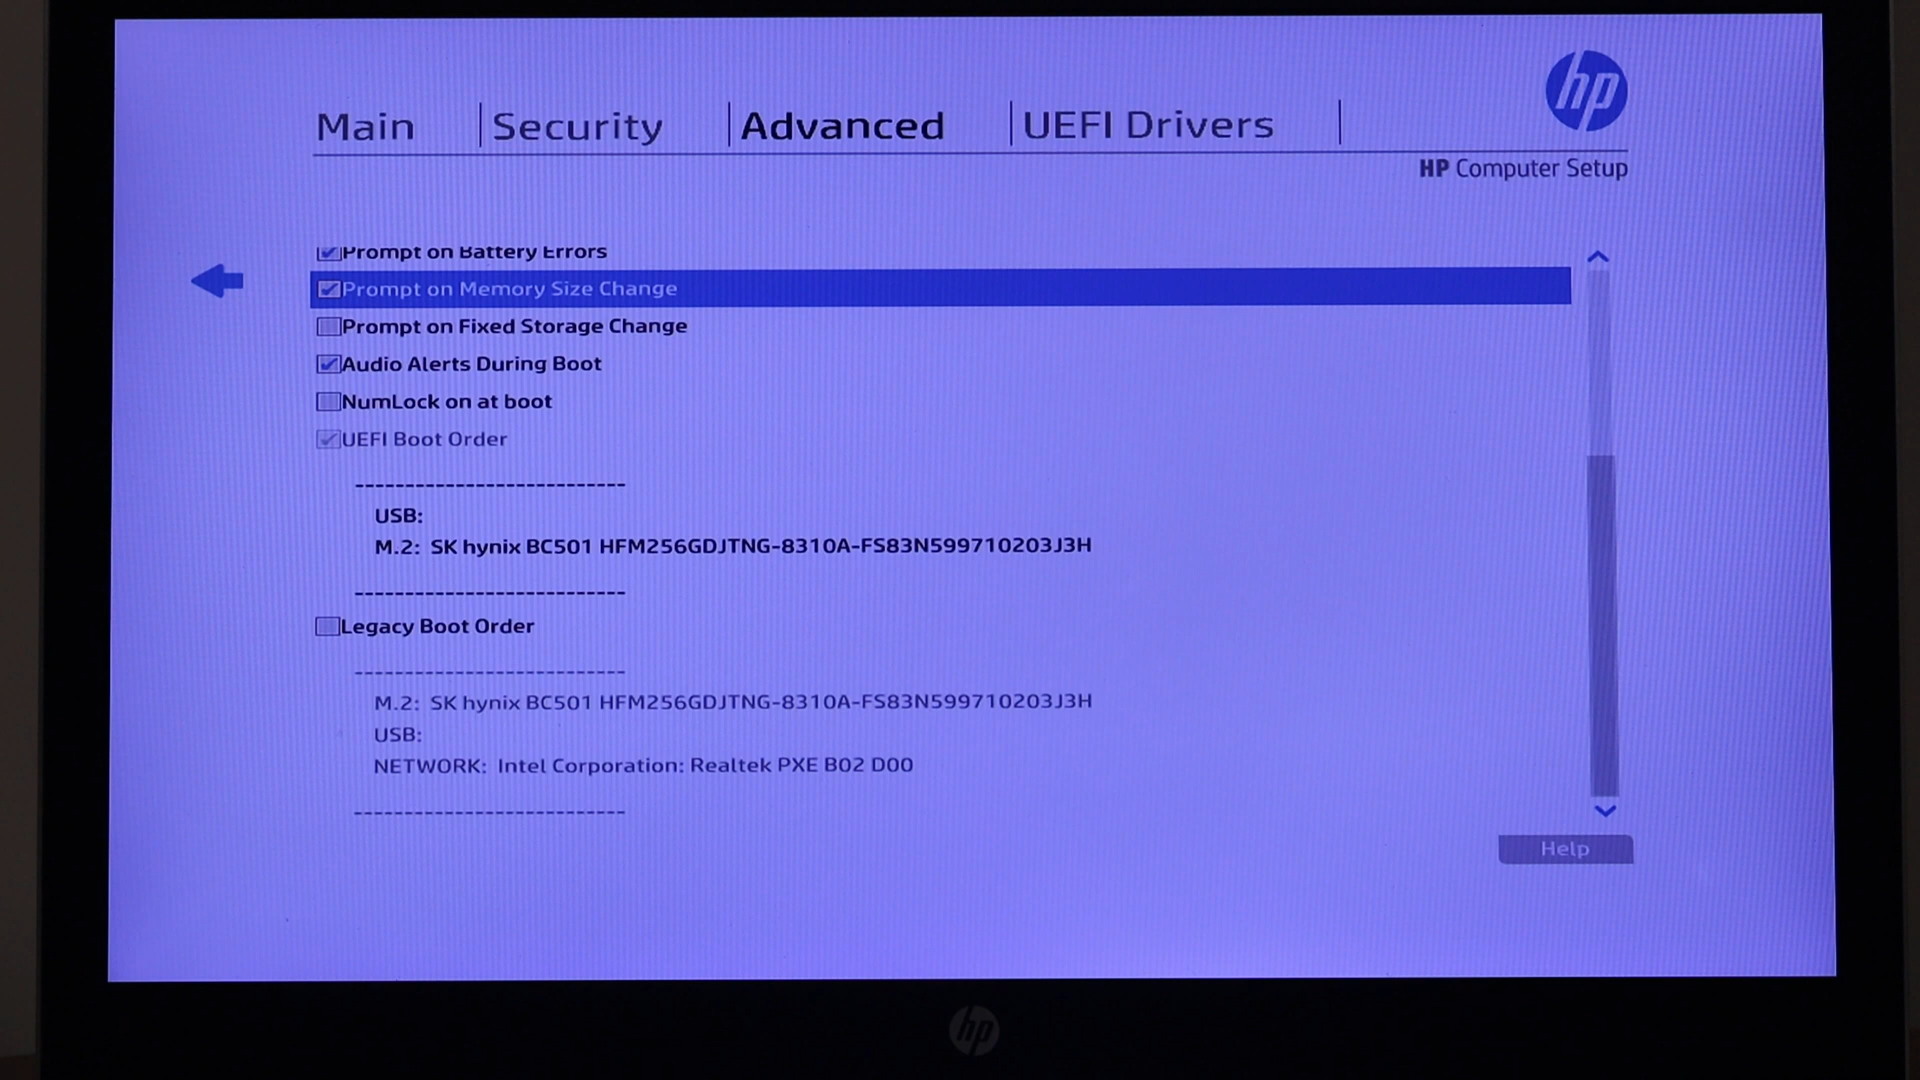 hp
Main
Security
Advanced
UEFI Drivers
HP Computer Setup
Prompt on Battery Errors
Prompt on Memory Size Change
Prompt on Fixed Storage Change
Audio Alerts During Boot
NumLock on at boot
UEFI Boot Order
--------------------------
USB:
M.2: SK hynix BC501 HFM256GDJTNG-8310A-FS83N599710203J3H
--------------------------
Legacy Boot Order
--------------------------
M.2: SK hynix BC501 HFM256GDJTNG-8310A-FS83N599710203J3H
USB:
NETWORK: Intel Corporation: Realtek PXE B02 D00
--------------------------
Help
hp